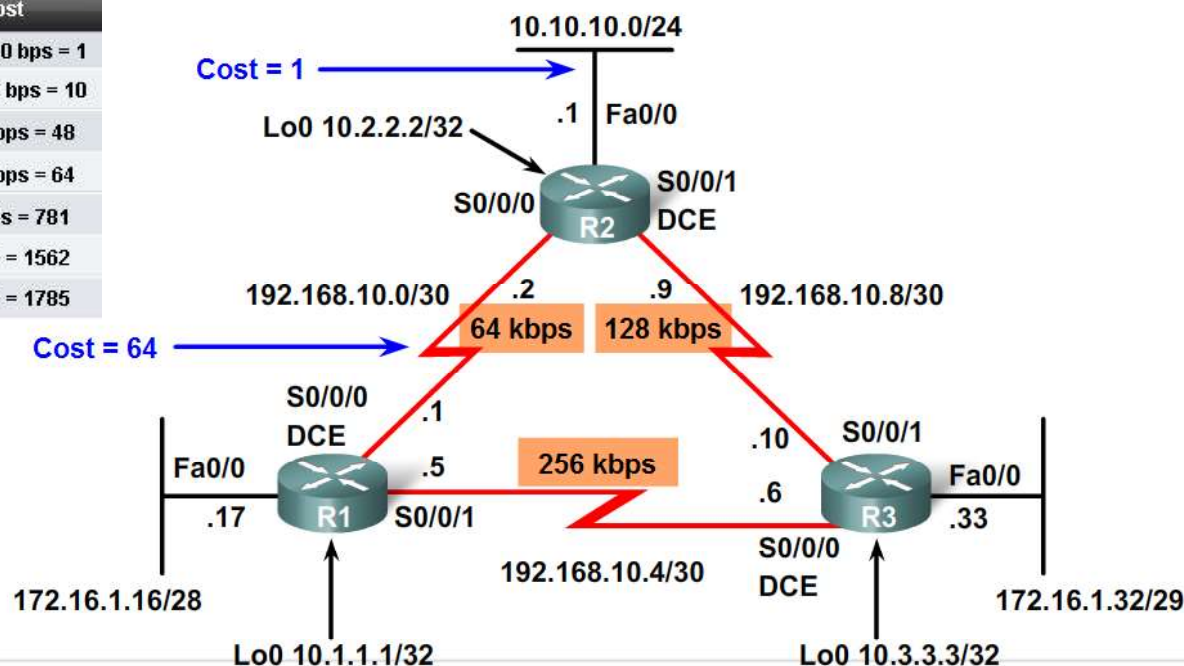 ost
0 bps = 1
bps = 10
bps = 48
bps = 64
s = 781
= 1562
= 1785
10.10.10.0/24
Cost = 1
.1
Fa0/0
Lo0 10.2.2.2/32
S0/0/0
S0/0/1
DCE
R2
192.168.10.0/30
.2
.9
192.168.10.8/30
64 kbps
128 kbps
Cost = 64
S0/0/0
DCE
.1
.10
S0/0/1
Fa0/0
.5
256 kbps
.6
Fa0/0
.17
R1
S0/0/1
R3
.33
S0/0/0
DCE
192.168.10.4/30
172.16.1.16/28
172.16.1.32/29
Lo0 10.1.1.1/32
Lo0 10.3.3.3/32